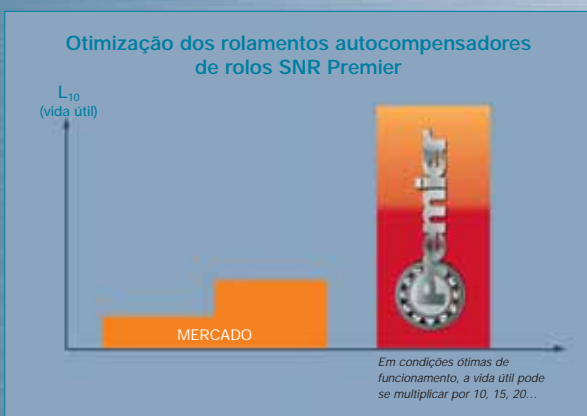 Otimização dos rolamentos autocompensadores
de rolos SNR Premier
L₁₀
(vida útil)
Premier
MERCADO
Em condições ótimas de
funcionamento, a vida útil pode
se multiplicar por 10, 15, 20...